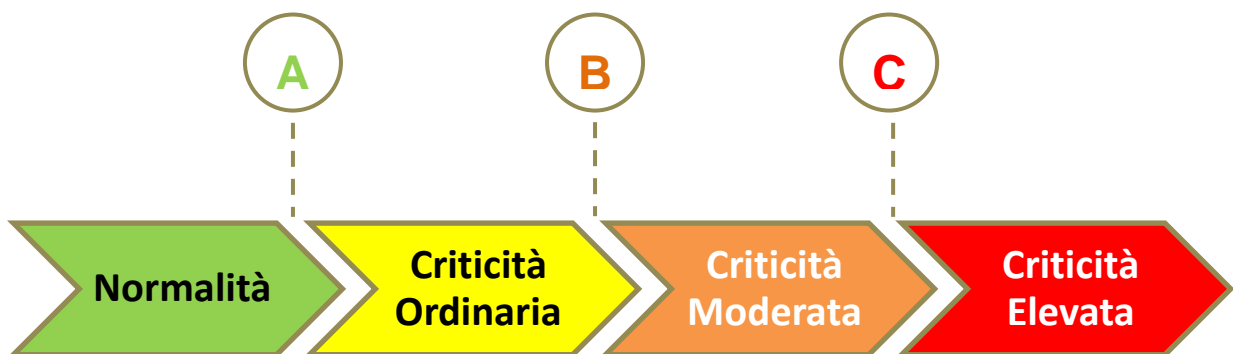 A
B
C
Normalità
Criticità
Ordinaria
Criticità
Moderata
Criticità
Elevata